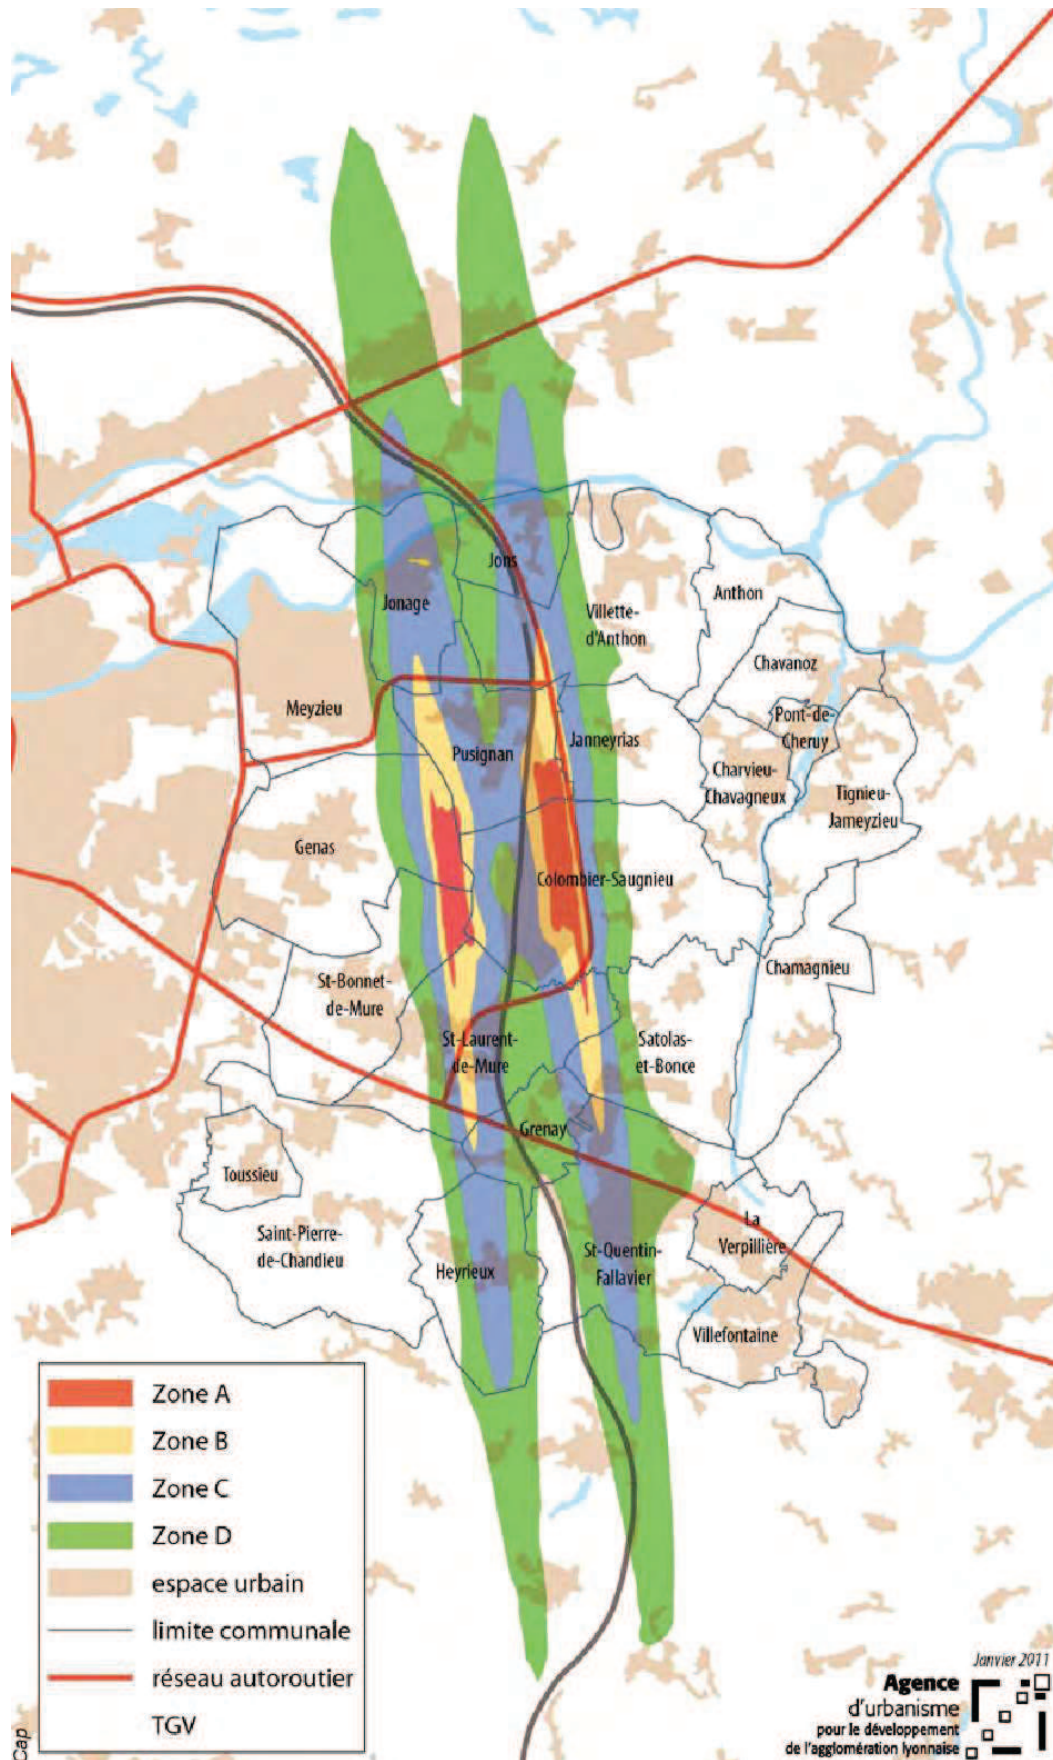 Jons
Jonage
Villette-
d'Anthon
Anthon
Chavanoz
Meyzieu
Pusignan
Janneyrias
Pont-de-
Cheruy
Charvieu-
Chavagneux
Tignieu-
Jameyzieu
Genas
Colombier-Saugnieu
St-Bonnet-
de-Mure
Chamagnieu
St-Laurent-
de-Mure
Satolas-
et-Bonce
Grenay
Toussieu
Saint-Pierre-
de-Chandieu
Heyrieux
St-Quentin-
Fallavier
La
Verpillière
Villefontaine
Zone A
Zone B
Zone C
Zone D
espace urbain
limite communale
réseau autoroutier
TGV
Cap
Janvier 2011
Agence
d'urbanisme
pour le développement
de l'agglomération lyonnaise